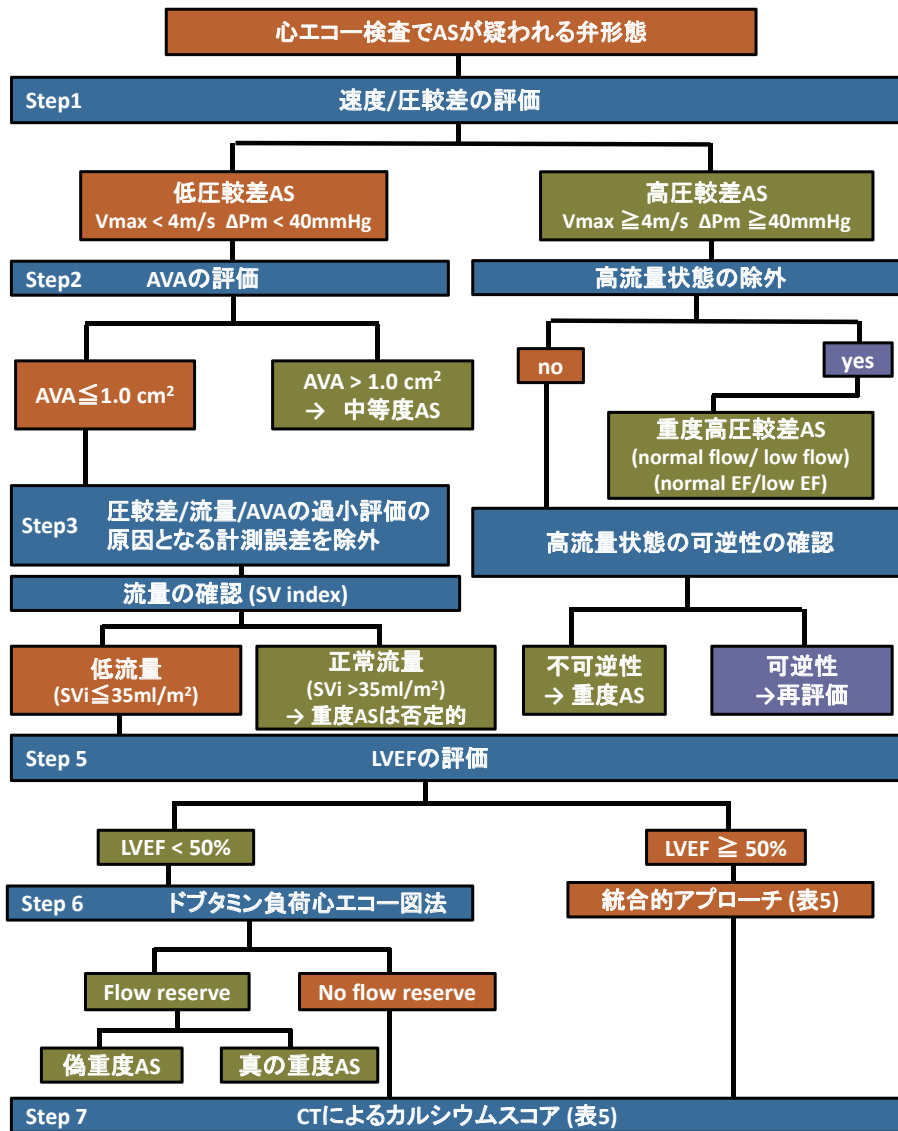 心エコー検査でASが疑われる弁形態
Step1 速度/圧較差の評価
低圧較差AS
Vmax < 4m/s ΔPm < 40mmHg
高圧較差AS
Vmax ≧4m/s ΔPm ≧40mmHg
Step2 AVAの評価
高流量状態の除外
AVA≦1.0 cm²
AVA > 1.0 cm²
→ 中等度AS
no
yes
重度高圧較差AS
(normal flow/ low flow)
(normal EF/low EF)
Step3 圧較差/流量/AVAの過小評価の
原因となる計測誤差を除外
高流量状態の可逆性の確認
流量の確認 (SV index)
低流量
(SVi≦35ml/m²)
正常流量
(SVi >35ml/m²)
→ 重度ASは否定的
不可逆性
→ 重度AS
可逆性
→再評価
Step 5 LVEFの評価
LVEF < 50%
LVEF ≧ 50%
Step 6 ドブタミン負荷心エコー図法
統合的アプローチ (表5)
Flow reserve
No flow reserve
偽重度AS
真の重度AS
Step 7 CTによるカルシウムスコア (表5)